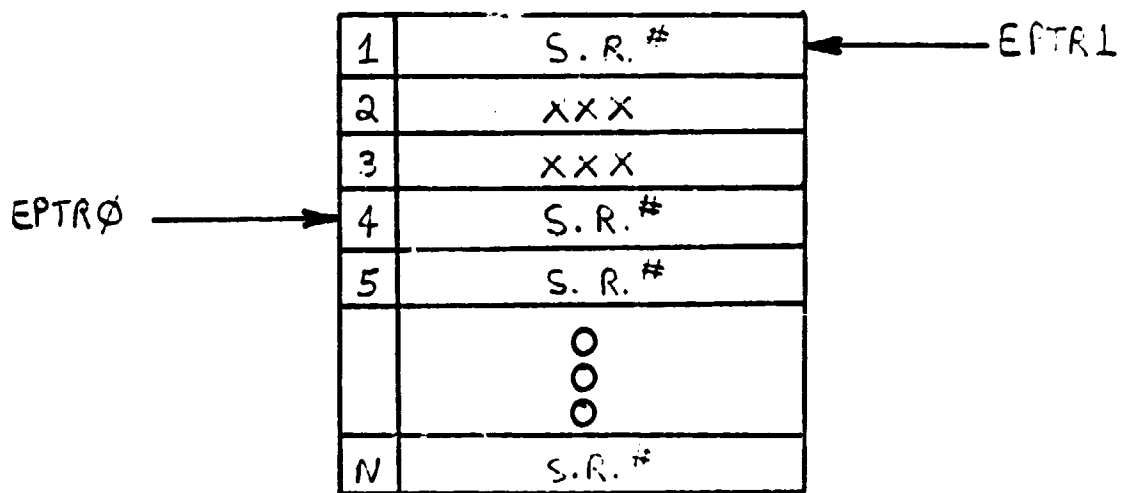 1 S.R.# EPTR1
2 XXX
3 XXX
EPTRØ 4 S.R.#
5 S.R.#
N S.R.#